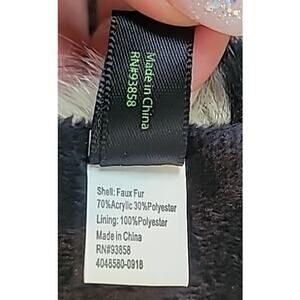 Made in China
RN#93858
Shell: Faux Fur
70%Acrylic 30%Polyester
Lining: 100%Polyester
Made in China
RN#93858
4048580-0918